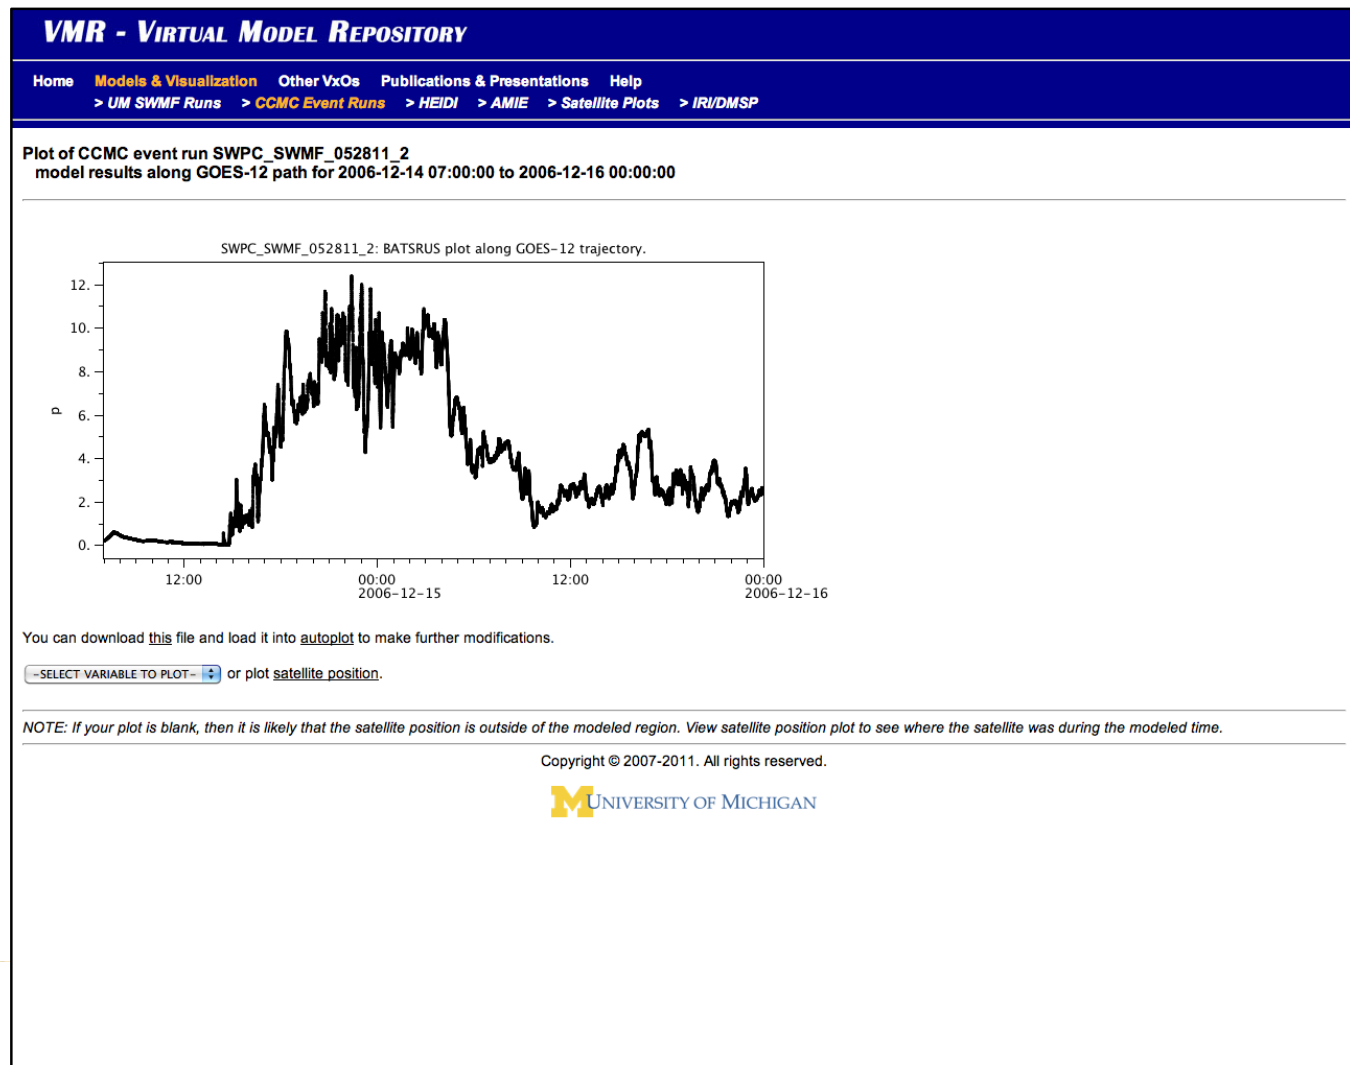 VMR - VIRTUAL MODEL REPOSITORY
Home Models & Visualization Other VxOs Publications & Presentations Help
> UM SWMF Runs > CCMC Event Runs > HEIDI > AMIE > Satellite Plots > IRI/DMSP
Plot of CCMC event run SWPC_SWMF_052811_2
model results along GOES-12 path for 2006-12-14 07:00:00 to 2006-12-16 00:00:00
SWPC_SWMF_052811_2: BATSRUS plot along GOES-12 trajectory.
12.
10.
8.
p
6.
4.
2.
0.
12:00 00:00 12:00 00:00
2006-12-15 2006-12-16
You can download this file and load it into autoplot to make further modifications.
-SELECT VARIABLE TO PLOT- or plot satellite position.
NOTE: If your plot is blank, then it is likely that the satellite position is outside of the modeled region. View satellite position plot to see where the satellite was during the modeled time.
Copyright © 2007-2011. All rights reserved.
M UNIVERSITY OF MICHIGAN